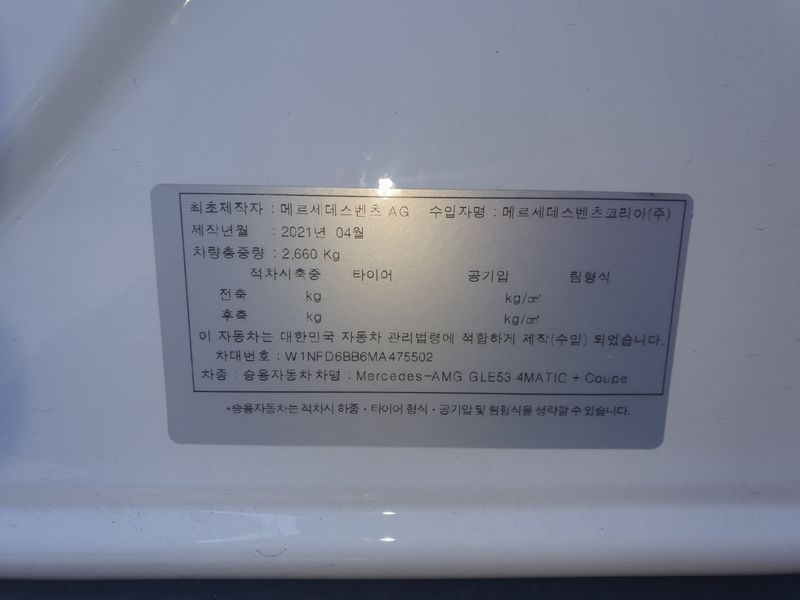 최초제작자 : 메르세데스벤츠 AG 수입자명 : 메르세데스벤츠코리아(주)
제작년월 : 2021년 04월
차량총중량 : 2,660 Kg
적차시축중 타이어 공기압 림형식
전축 kg kg/㎠
후축 kg kg/㎠
이 자동차는 대한민국 자동차 관리법령에 적합하게 제작(수입) 되었습니다.
차대번호 : W1NFD6BB6MA475502
차종 : 승용자동차차명 : Mercedes-AMG GLE53 4MATIC + Coupe
*승용자동차는 적차시 하중 · 타이어 형식 · 공기압 및 림형식을 생략할 수 있습니다.